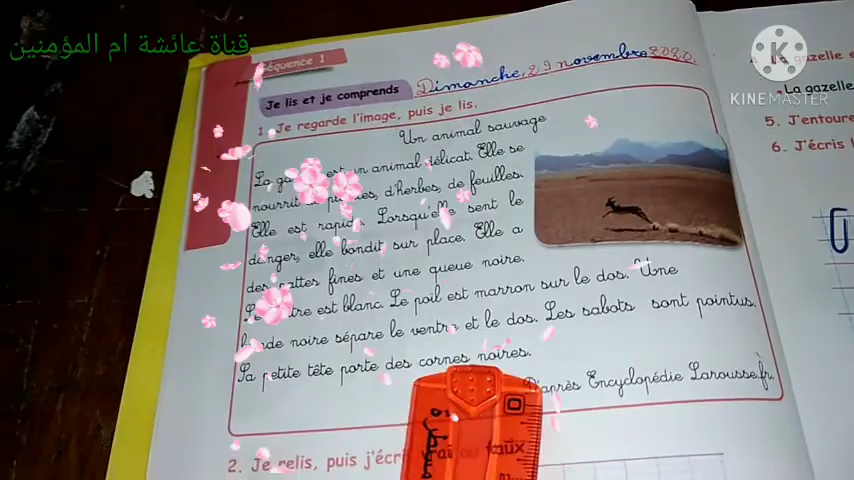 قناة عائشة ام المؤمنين
Séquence 1
Je lis et je comprends
Dimanche, 29 novembre 2020.
1. Je regarde l'image, puis je lis.
Un animal sauvage
La est un animal délicat. Elle se
nourrit d'herbes, de feuilles.
Elle est rapide. Lorsqu'elle sent le
danger, elle bondit sur place. Elle a
des pattes fines et une queue noire.
Le ventre est blanc. Le poil est marron sur le dos. Une
bande noire sépare le ventre et le dos. Les sabots sont pointus.
Sa petite tête porte des cornes noires.
D'après Encyclopédie Larousse.fr.
2. Je relis, puis j'écris vrai ou faux
KINEMASTER
La gazelle
La gazelle
5. J'entoure
6. J'écris